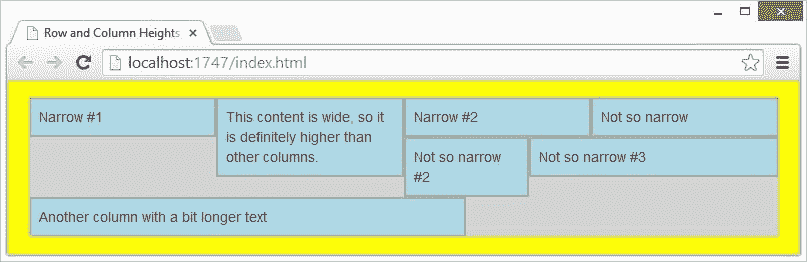 Row and Column Heights
localhost:1747/index.html
Narrow #1
This content is wide, so it
is definitely higher than
other columns.
Narrow #2
Not so narrow
Not so narrow
#2
Not so narrow #3
Another column with a bit longer text